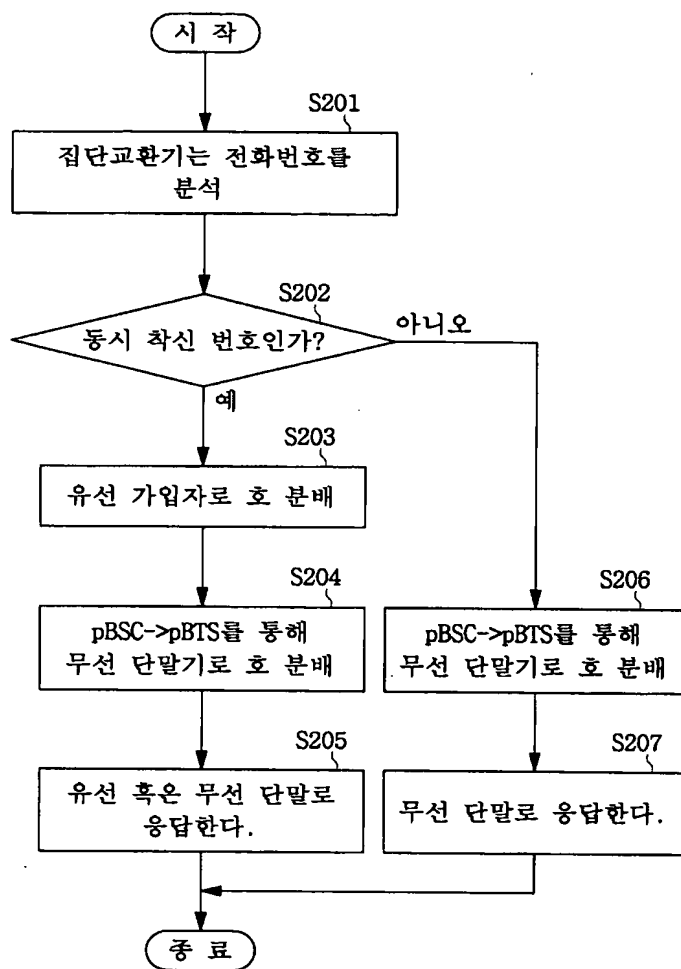 시 작
S201
집단교환기는 전화번호를
분석
S202
동시 착신 번호인가?
아니오
예
S203
유선 가입자로 호 분배
S204
pBSC->pBTS를 통해
무선 단말기로 호 분배
S206
pBSC->pBTS를 통해
무선 단말기로 호 분배
S205
유선 혹은 무선 단말로
응답한다.
S207
무선 단말로 응답한다.
종 료